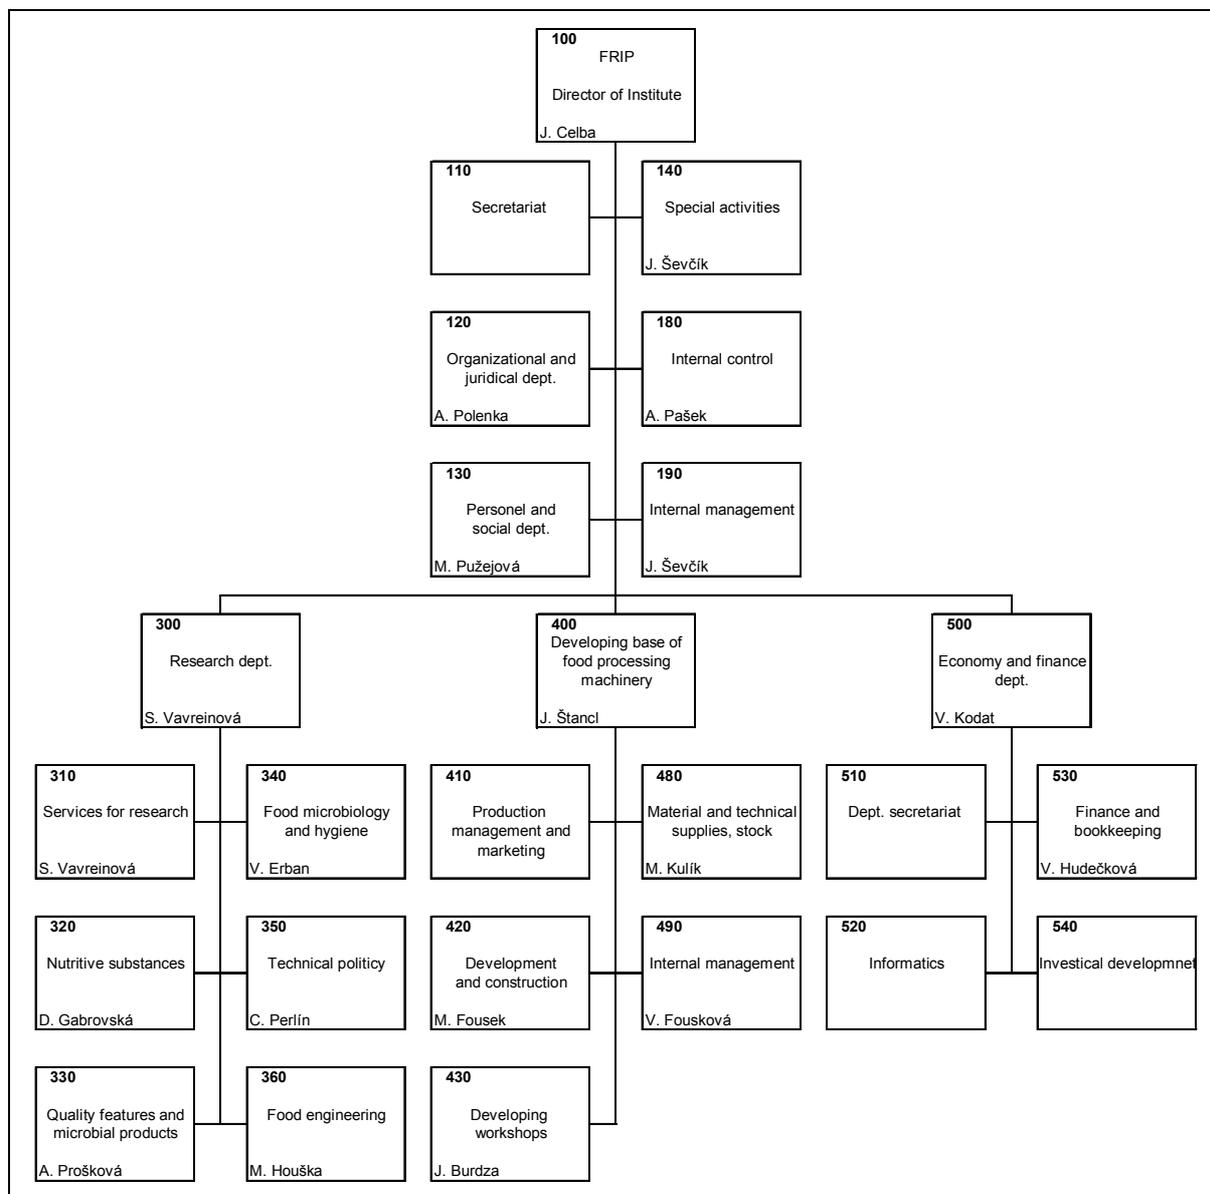 100
FRIP
Director of Institute
J. Celba
110
Secretariat
140
Special activities
J. Ševčík
120
Organizational and
juridical dept.
A. Polenka
180
Internal control
A. Pašek
130
Personel and
social dept.
M. Pužejová
190
Internal management
J. Ševčík
300
Research dept.
S. Vavreinová
400
Developing base of
food processing
machinery
J. Štancl
500
Economy and finance
dept.
V. Kodat
310
Services for research
S. Vavreinová
340
Food microbiology
and hygiene
V. Erban
410
Production
management and
marketing
480
Material and technical
supplies, stock
M. Kulík
510
Dept. secretariat
530
Finance and
bookkeeping
V. Hudečková
320
Nutritive substances
D. Gabrovská
350
Technical politicy
C. Perlín
420
Development
and construction
M. Fousek
490
Internal management
V. Fousková
520
Informatics
540
Investical developmnet
330
Quality features and
microbial products
A. Prošková
360
Food engineering
M. Houška
430
Developing
workshops
J. Burdza